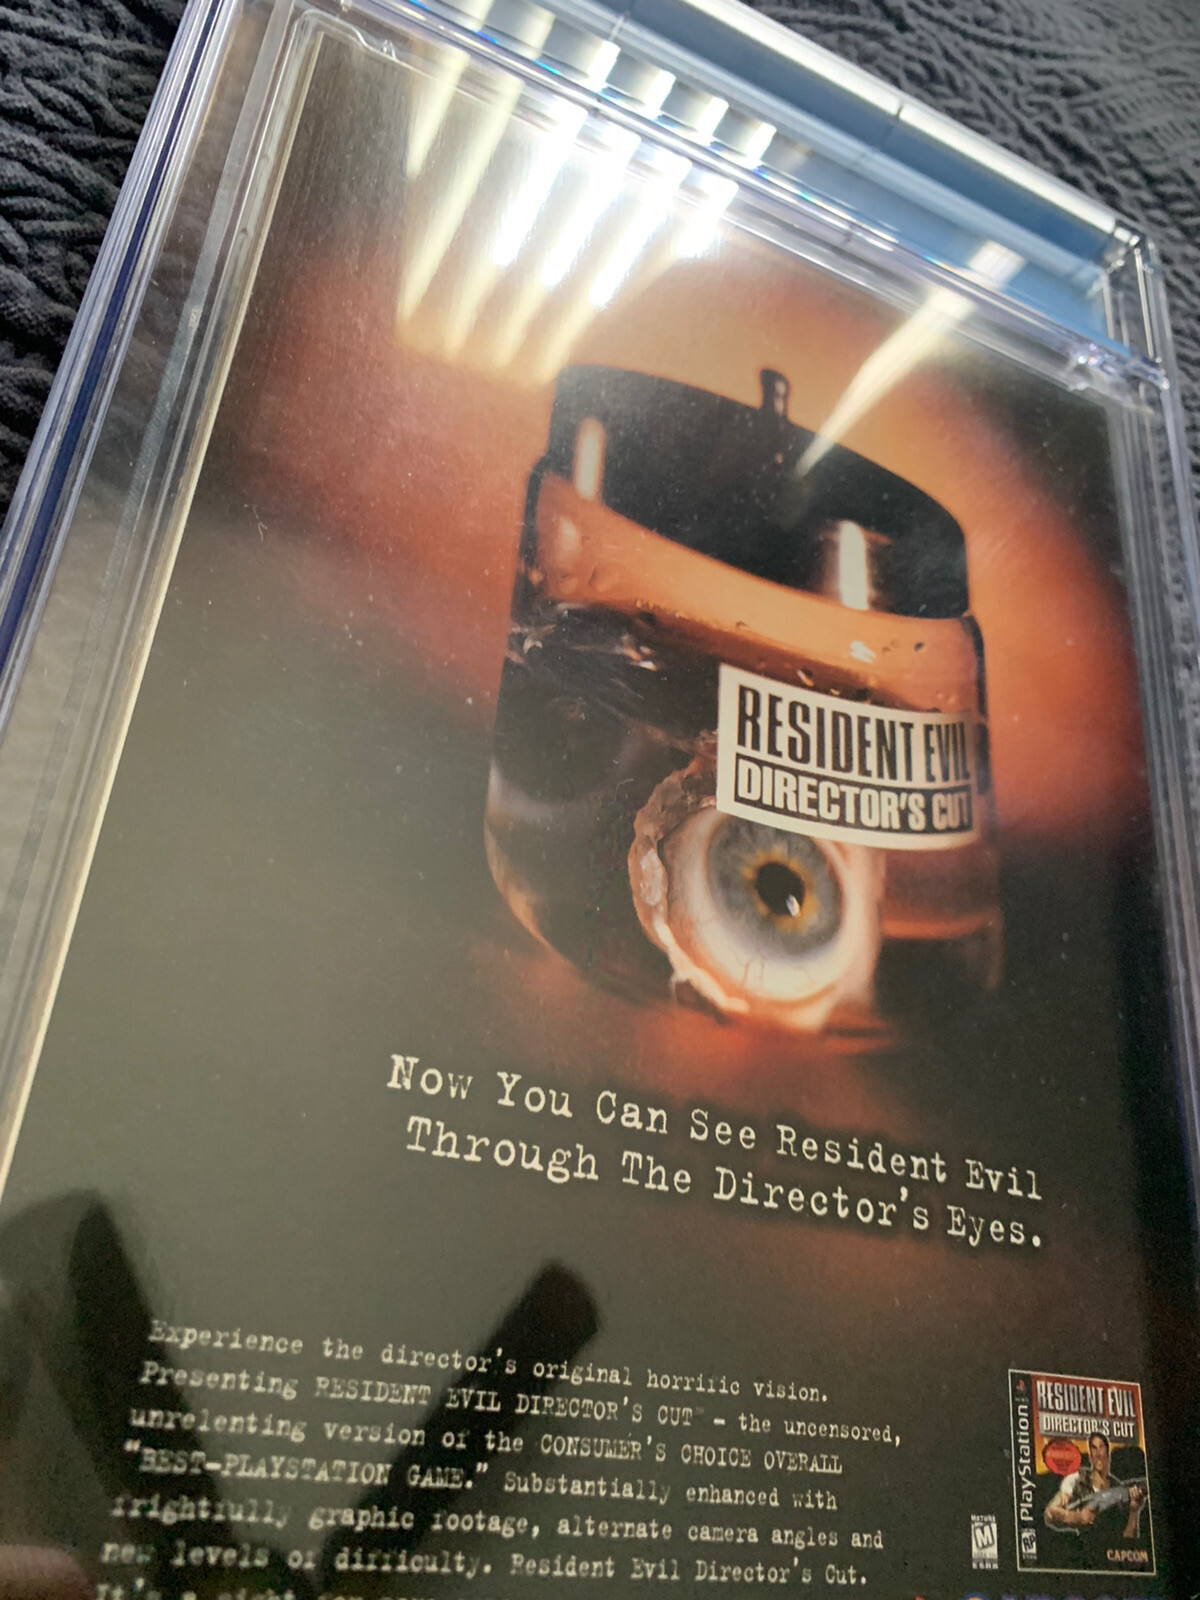 RESIDENT EVIL
DIRECTOR'S CUT
Now You Can See Resident Evil
Through The Director's Eyes.
Experience the director's original horrific vision.
Presenting RESIDENT EVIL DIRECTOR'S CUT – the uncensored,
unrelenting version of the CONSUMER'S CHOICE OVERALL
"BEST-PLAYSTATION GAME." Substantially enhanced with
frightfully graphic footage, alternate camera angles and
new levels of difficulty. Resident Evil Director's Cut.
It's a
MATURE
M
ESRB
PlayStation
RESIDENT EVIL
DIRECTOR'S CUT
CAPCOM